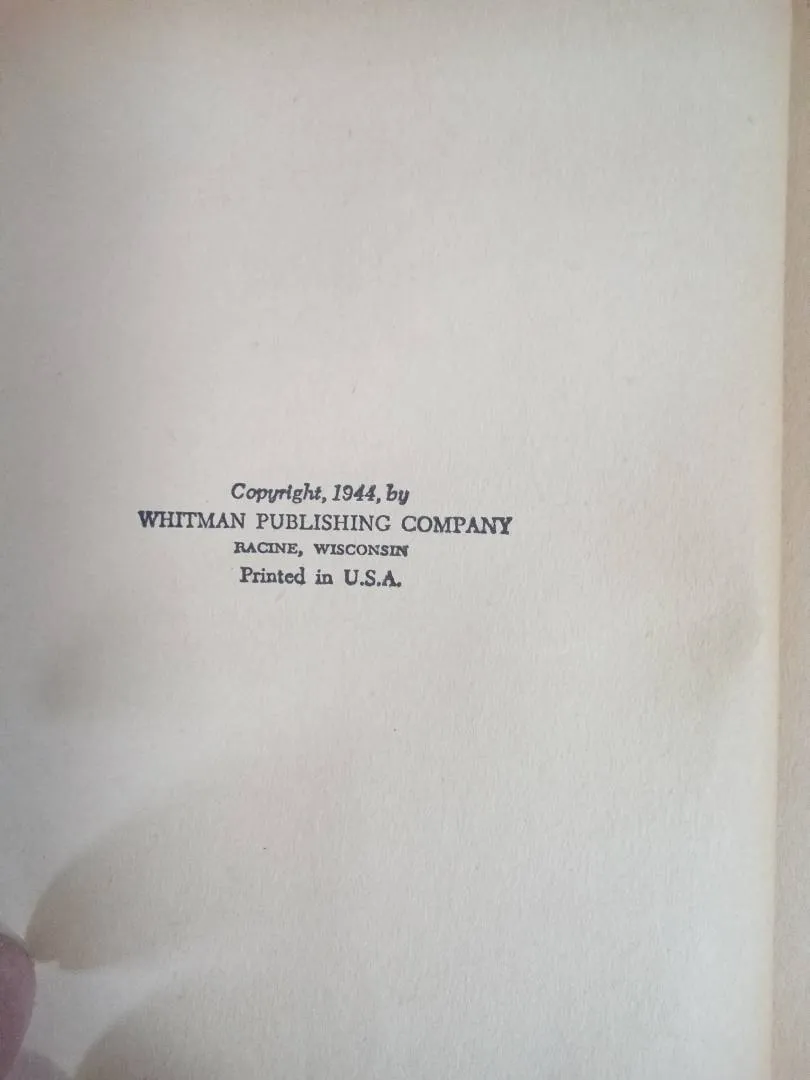 Copyright, 1944, by
WHITMAN PUBLISHING COMPANY
RACINE, WISCONSIN
Printed in U.S.A.